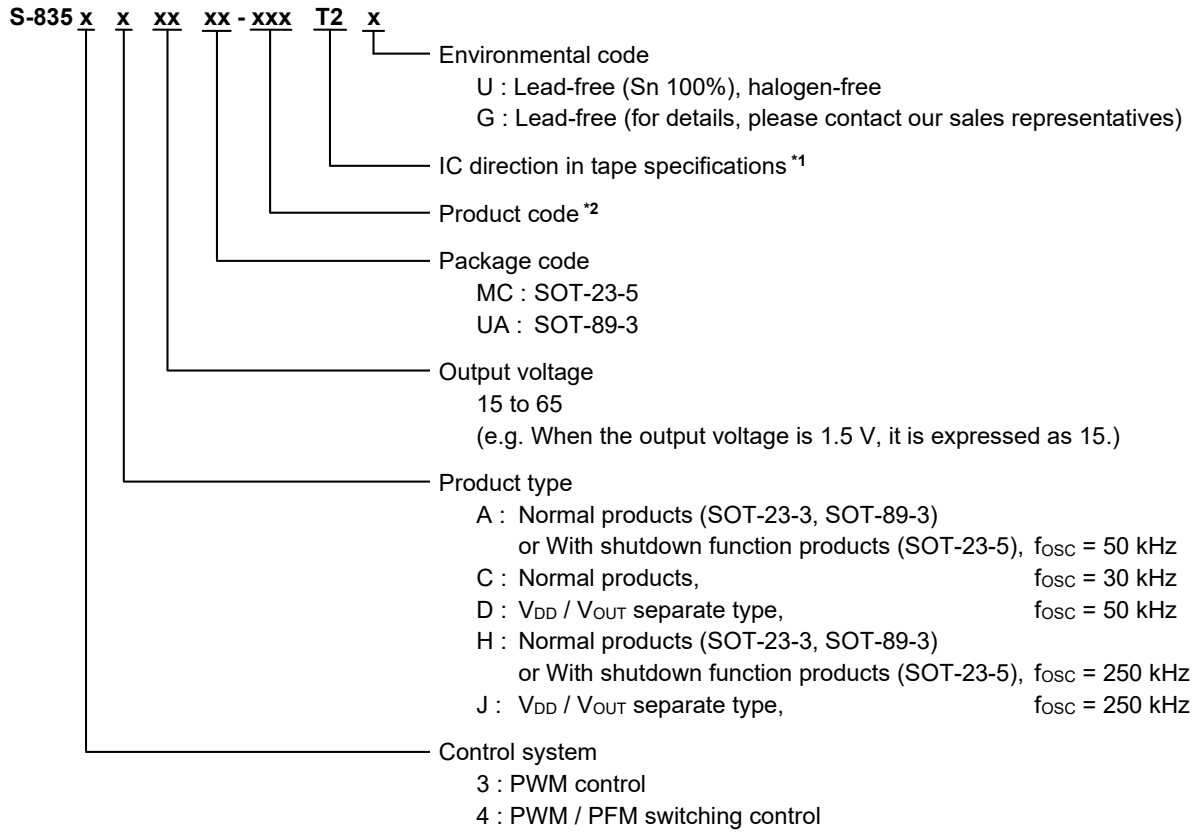 S-835 x x xx xx - xxx T2 x
Environmental code
U : Lead-free (Sn 100%), halogen-free
G : Lead-free (for details, please contact our sales representatives)
IC direction in tape specifications *1
Product code *2
Package code
MC : SOT-23-5
UA : SOT-89-3
Output voltage
15 to 65
(e.g. When the output voltage is 1.5 V, it is expressed as 15.)
Product type
A : Normal products (SOT-23-3, SOT-89-3)
or With shutdown function products (SOT-23-5), fOSC = 50 kHz
C : Normal products, fOSC = 30 kHz
D : VDD / VOUT separate type, fOSC = 50 kHz
H : Normal products (SOT-23-3, SOT-89-3)
or With shutdown function products (SOT-23-5), fOSC = 250 kHz
J : VDD / VOUT separate type, fOSC = 250 kHz
Control system
3 : PWM control
4 : PWM / PFM switching control